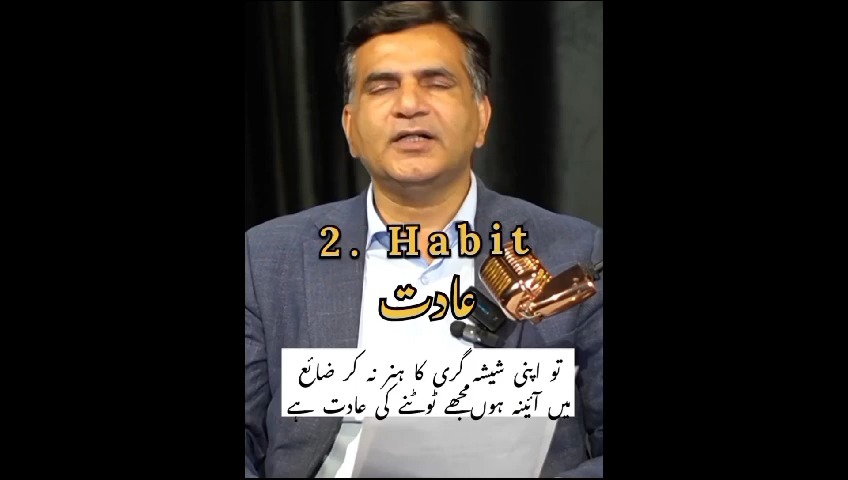 2. Habit
عادت
تو اپنی شیشہ گری کا ہنر نہ کر ضائع
میں آئینہ ہوں مجھے ٹوٹنے کی عادت ہے